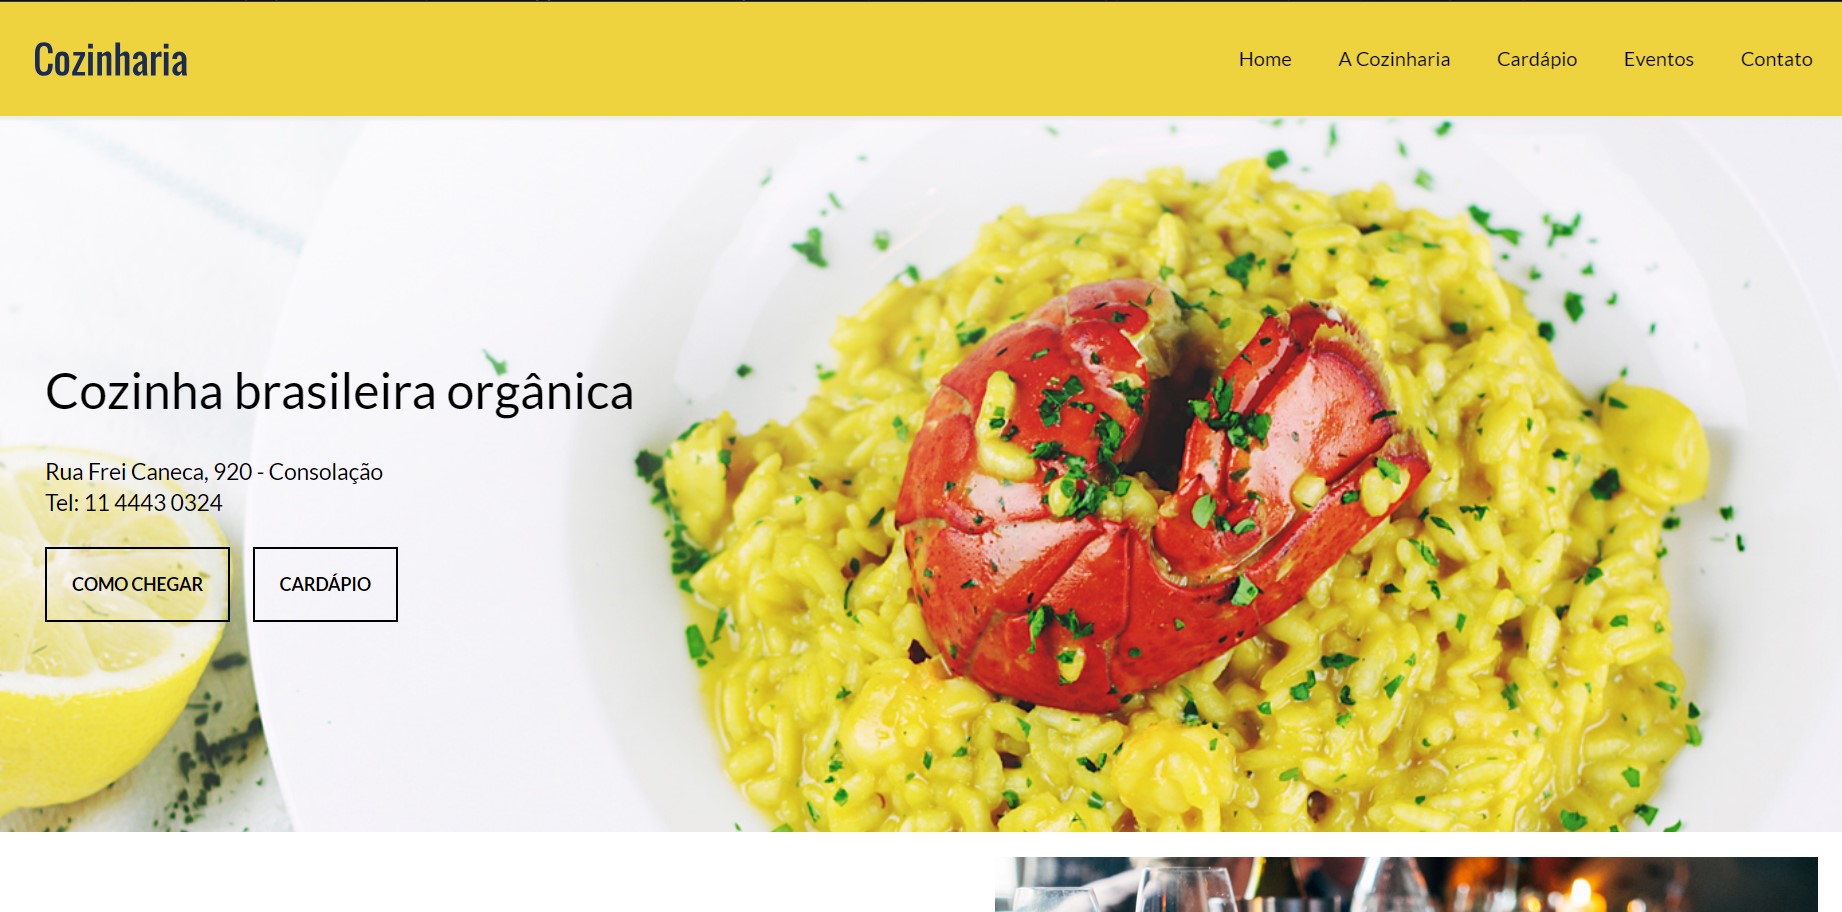 Cozinharia
Home
A Cozinharia
Cardápio
Eventos
Contato
Cozinha brasileira orgânica
Rua Frei Caneca, 920 - Consolação
Tel: 11 4443 0324
COMO CHEGAR
CARDÁPIO